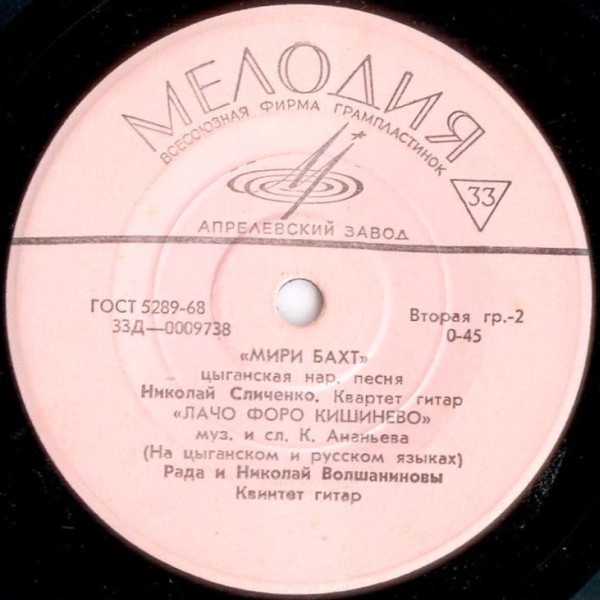 МЕЛОДИЯ
ВСЕСОЮЗНАЯ ФИРМА ГРАМПЛАСТИНОК
33
АПРЕЛЕВСКИЙ ЗАВОД
ГОСТ 5289-68
33Д—0009738
Вторая гр.-2
0-45
«МИРИ БАХТ»
цыганская нар. песня
Николай Сличенко. Квартет гитар
«ЛАЧО ФОРО КИШИНЕВО»
муз. и сл. К. Ананьева
(На цыганском и русском языках)
Рада и Николай Волшаниновы
Квинтет гитар